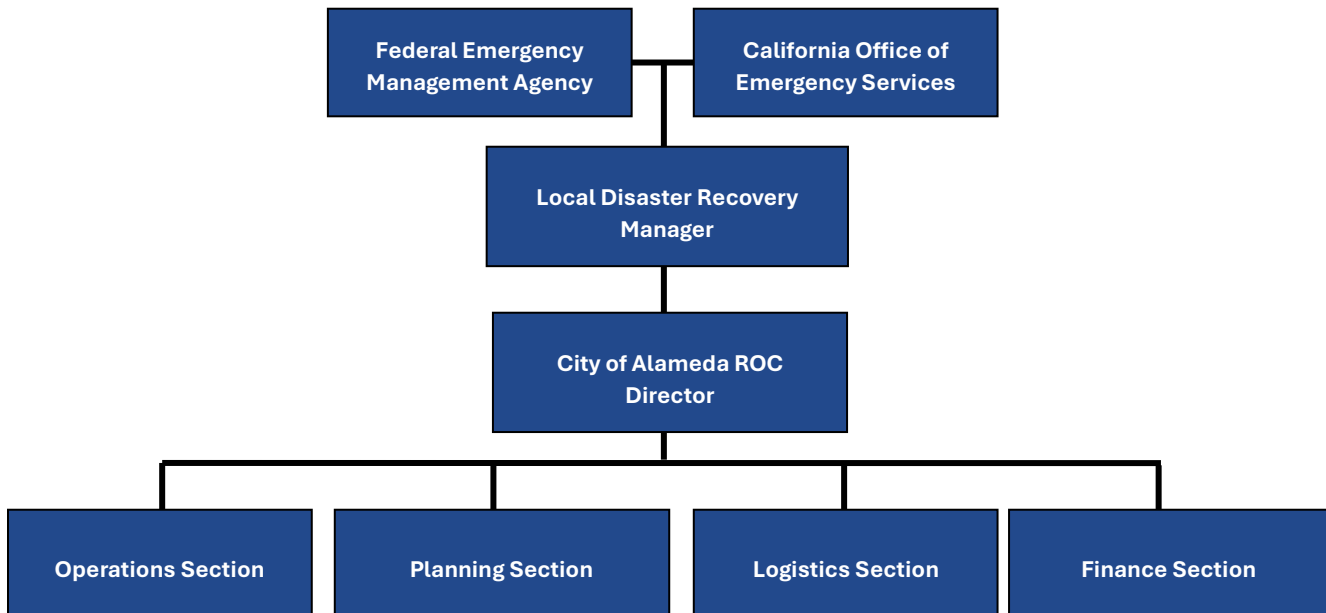 Federal Emergency
Management Agency
California Office of
Emergency Services
Local Disaster Recovery
Manager
City of Alameda ROC
Director
Operations Section
Planning Section
Logistics Section
Finance Section